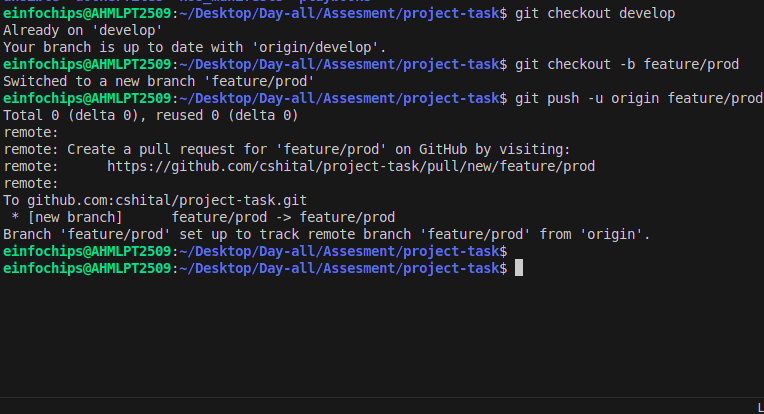 einfochips@AHMLPT2509:~/Desktop/Day-all/Assesment/project-task$ git checkout develop
Already on 'develop'
Your branch is up to date with 'origin/develop'.
einfochips@AHMLPT2509:~/Desktop/Day-all/Assesment/project-task$ git checkout -b feature/prod
Switched to a new branch 'feature/prod'
einfochips@AHMLPT2509:~/Desktop/Day-all/Assesment/project-task$ git push -u origin feature/prod
Total 0 (delta 0), reused 0 (delta 0)
remote:
remote: Create a pull request for 'feature/prod' on GitHub by visiting:
remote:      https://github.com/cshital/project-task/pull/new/feature/prod
remote:
To github.com:cshital/project-task.git
 * [new branch]      feature/prod -> feature/prod
Branch 'feature/prod' set up to track remote branch 'feature/prod' from 'origin'.
einfochips@AHMLPT2509:~/Desktop/Day-all/Assesment/project-task$
einfochips@AHMLPT2509:~/Desktop/Day-all/Assesment/project-task$
L